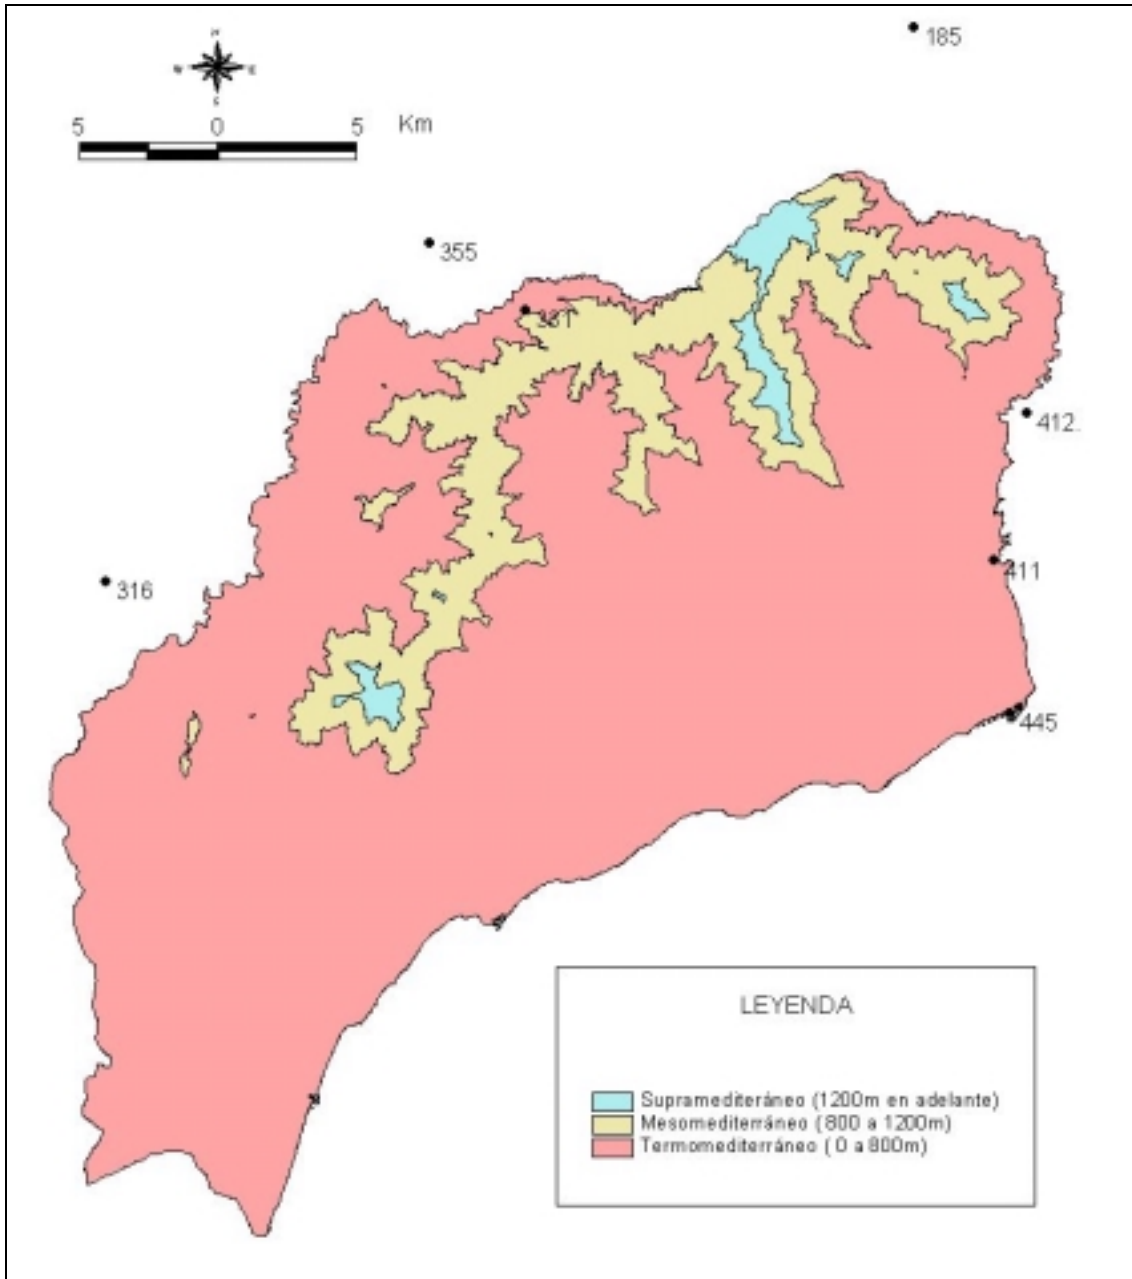 185
N
W E
S
5 0 5 Km
355
412.
316
411
445
LEYENDA
Supramediteráneo (1200m en adelante)
Mesomediterráneo (800 a 1200m)
Termomediterráneo ( 0 a 800m)